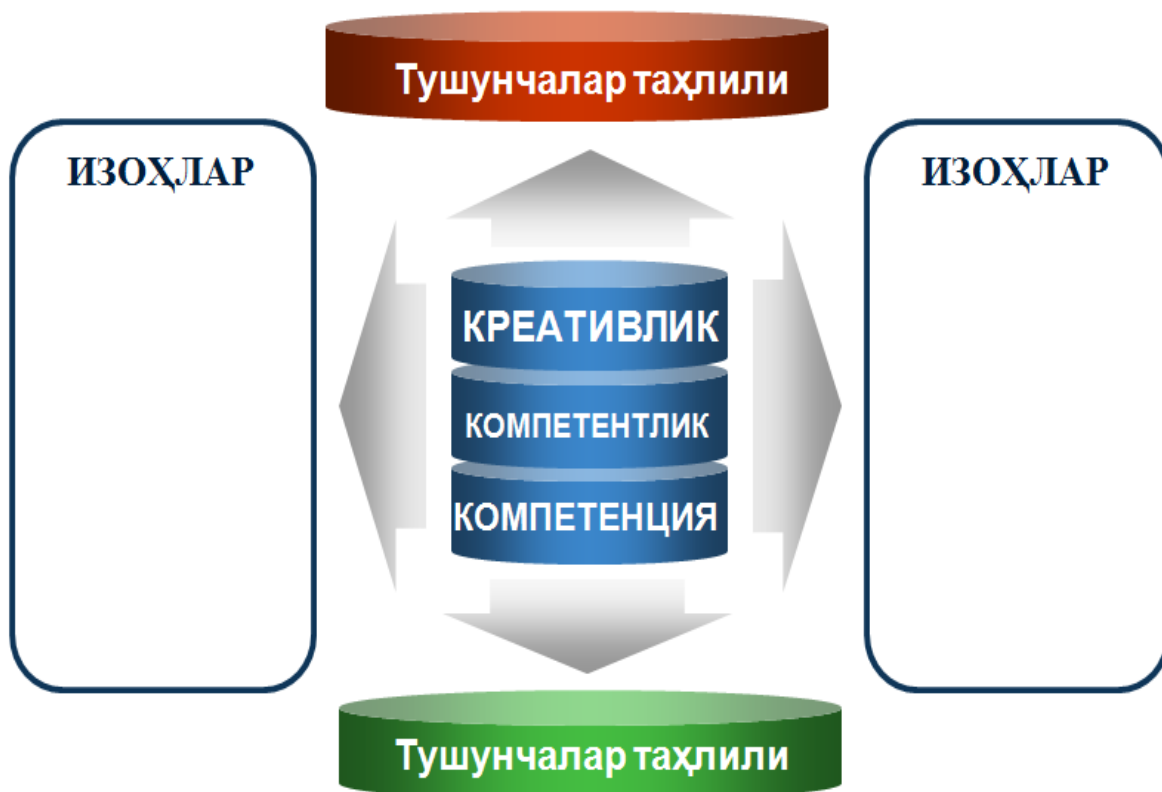 Тушунчалар таҳлили
ИЗОҲЛАР
ИЗОҲЛАР
КРЕАТИВЛИК
КОМПЕТЕНТЛИК
КОМПЕТЕНЦИЯ
Тушунчалар таҳлили